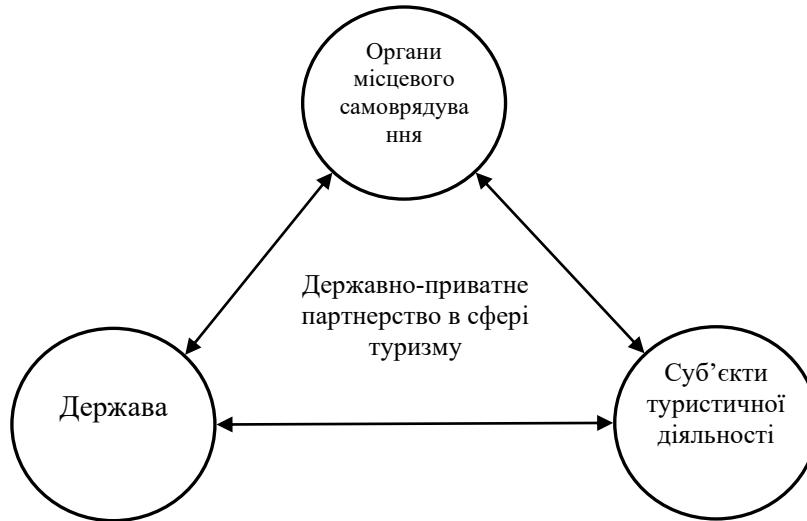 Органи
місцевого
самоврядува
ння
Державно-приватне
партнерство в сфері
туризму
Держава
Суб’єкти
туристичної
діяльності